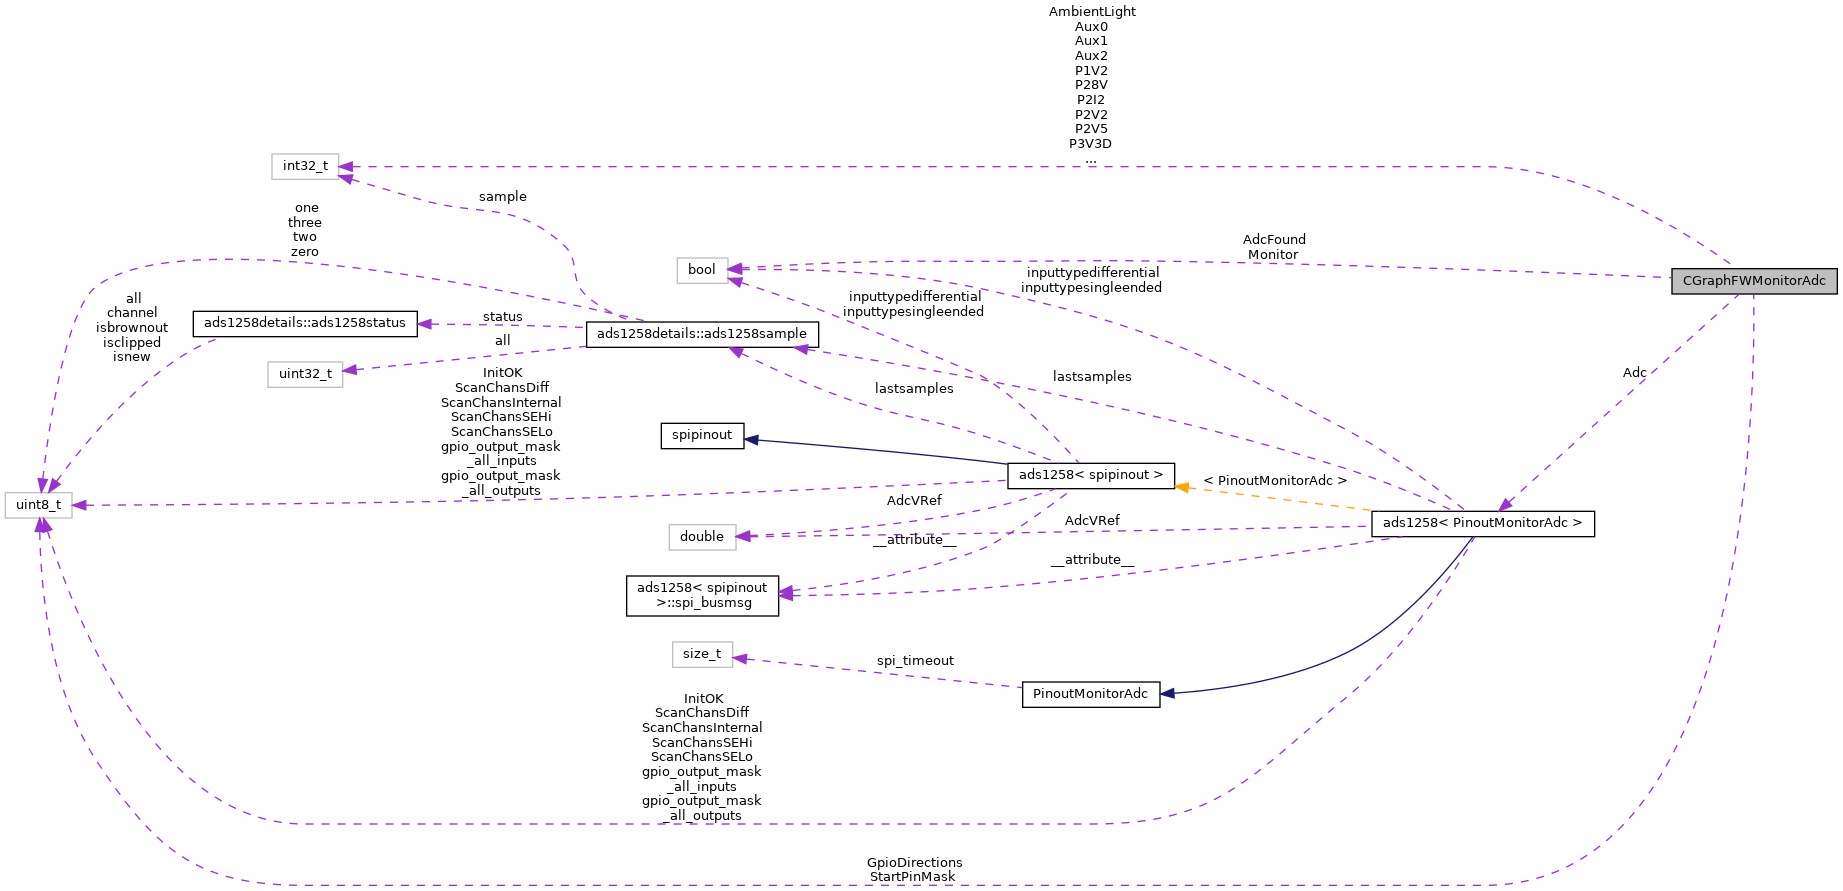 AmbientLight
Aux0
Aux1
Aux2
P1V2
P28V
P2I2
P2V2
P2V5
P3V3D
...
int32_t
sample
one
three
two
zero
AdcFound
Monitor
bool
inputtypedifferential
inputtypesingleended
CGraphFWMonitorAdc
all
channel
isbrownout
isclipped
isnew
inputtypedifferential
inputtypesingleended
ads1258details::ads1258status
status
ads1258details::ads1258sample
all
uint32_t
InitOK
ScanChansDiff
ScanChansInternal
ScanChansSEHi
ScanChansSELo
gpio_output_mask
_all_inputs
gpio_output_mask
_all_outputs
lastsamples
lastsamples
Adc
spipinout
ads1258< spipinout >
< PinoutMonitorAdc >
uint8_t
AdcVRef
AdcVRef
ads1258< PinoutMonitorAdc >
double
__attribute__
__attribute__
ads1258< spipinout
>::spi_busmsg
size_t
spi_timeout
PinoutMonitorAdc
InitOK
ScanChansDiff
ScanChansInternal
ScanChansSEHi
ScanChansSELo
gpio_output_mask
_all_inputs
gpio_output_mask
_all_outputs
GpioDirections
StartPinMask